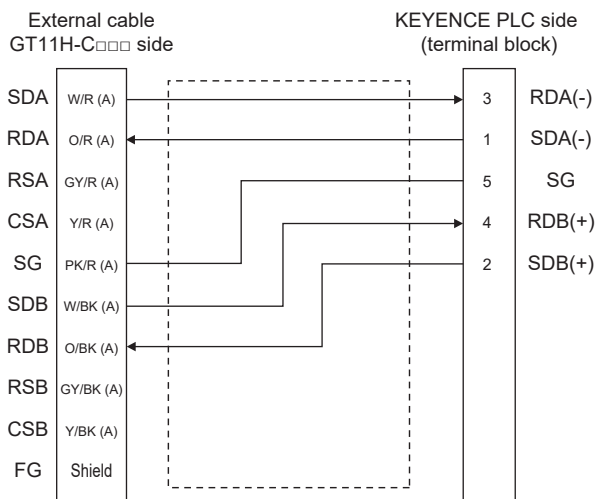 External cable
GT11H-C□□□ side
KEYENCE PLC side
(terminal block)
SDA W/R (A) 3 RDA(-)
RDA O/R (A) 1 SDA(-)
RSA GY/R (A) 5 SG
CSA Y/R (A) 4 RDB(+)
SG PK/R (A) 2 SDB(+)
SDB W/BK (A)
RDB O/BK (A)
RSB GY/BK (A)
CSB Y/BK (A)
FG Shield